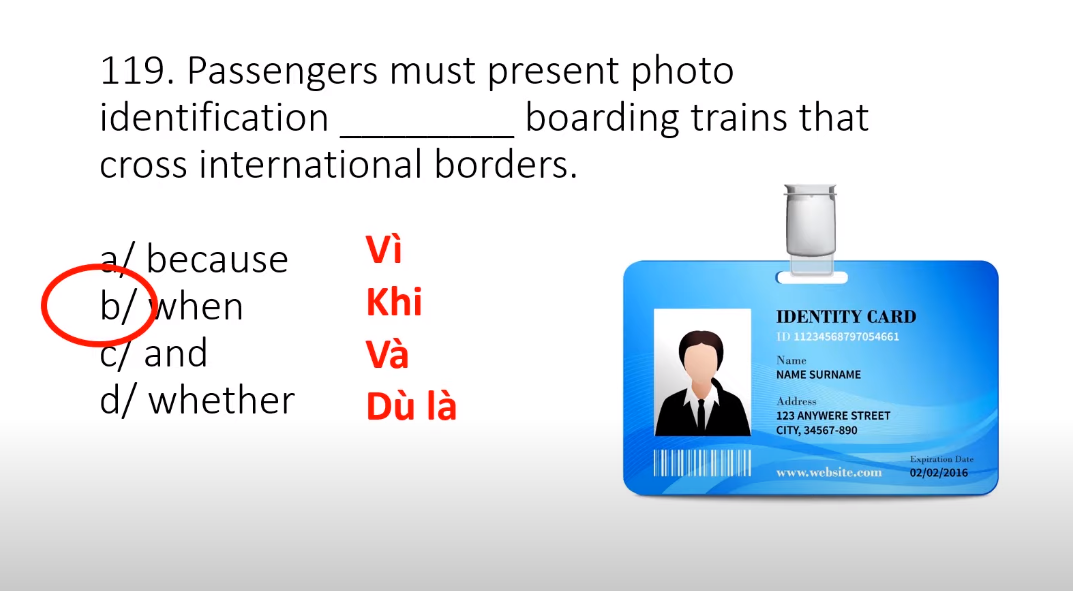 119. Passengers must present photo
identification ________ boarding trains that
cross international borders.
a/ because
Vì
b/ when
Khi
c/ and
Và
d/ whether
Dù là
IDENTITY CARD
ID 11234568797054661
Name
NAME SURNAME
Address
123 ANYWERE STREET
CITY, 34567-890
Expiration Date
www.website.com
02/02/2016